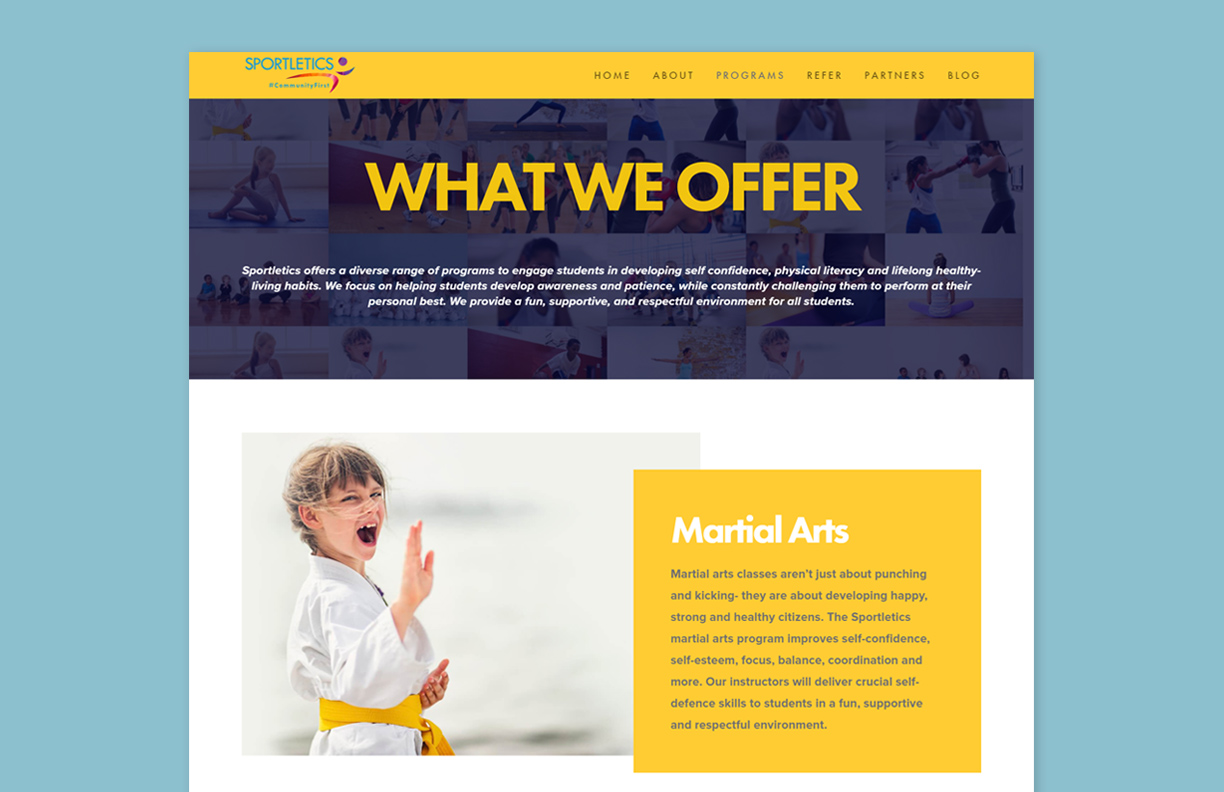 SPORTLETICS
#CommunityFirst
HOME ABOUT PROGRAMS REFER PARTNERS BLOG
WHAT WE OFFER
Sportletics offers a diverse range of programs to engage students in developing self confidence, physical literacy and lifelong healthy-
living habits. We focus on helping students develop awareness and patience, while constantly challenging them to perform at their
personal best. We provide a fun, supportive, and respectful environment for all students.
Martial Arts
Martial arts classes aren't just about punching
and kicking- they are about developing happy,
strong and healthy citizens. The Sportletics
martial arts program improves self-confidence,
self-esteem, focus, balance, coordination and
more. Our instructors will deliver crucial self-
defence skills to students in a fun, supportive
and respectful environment.